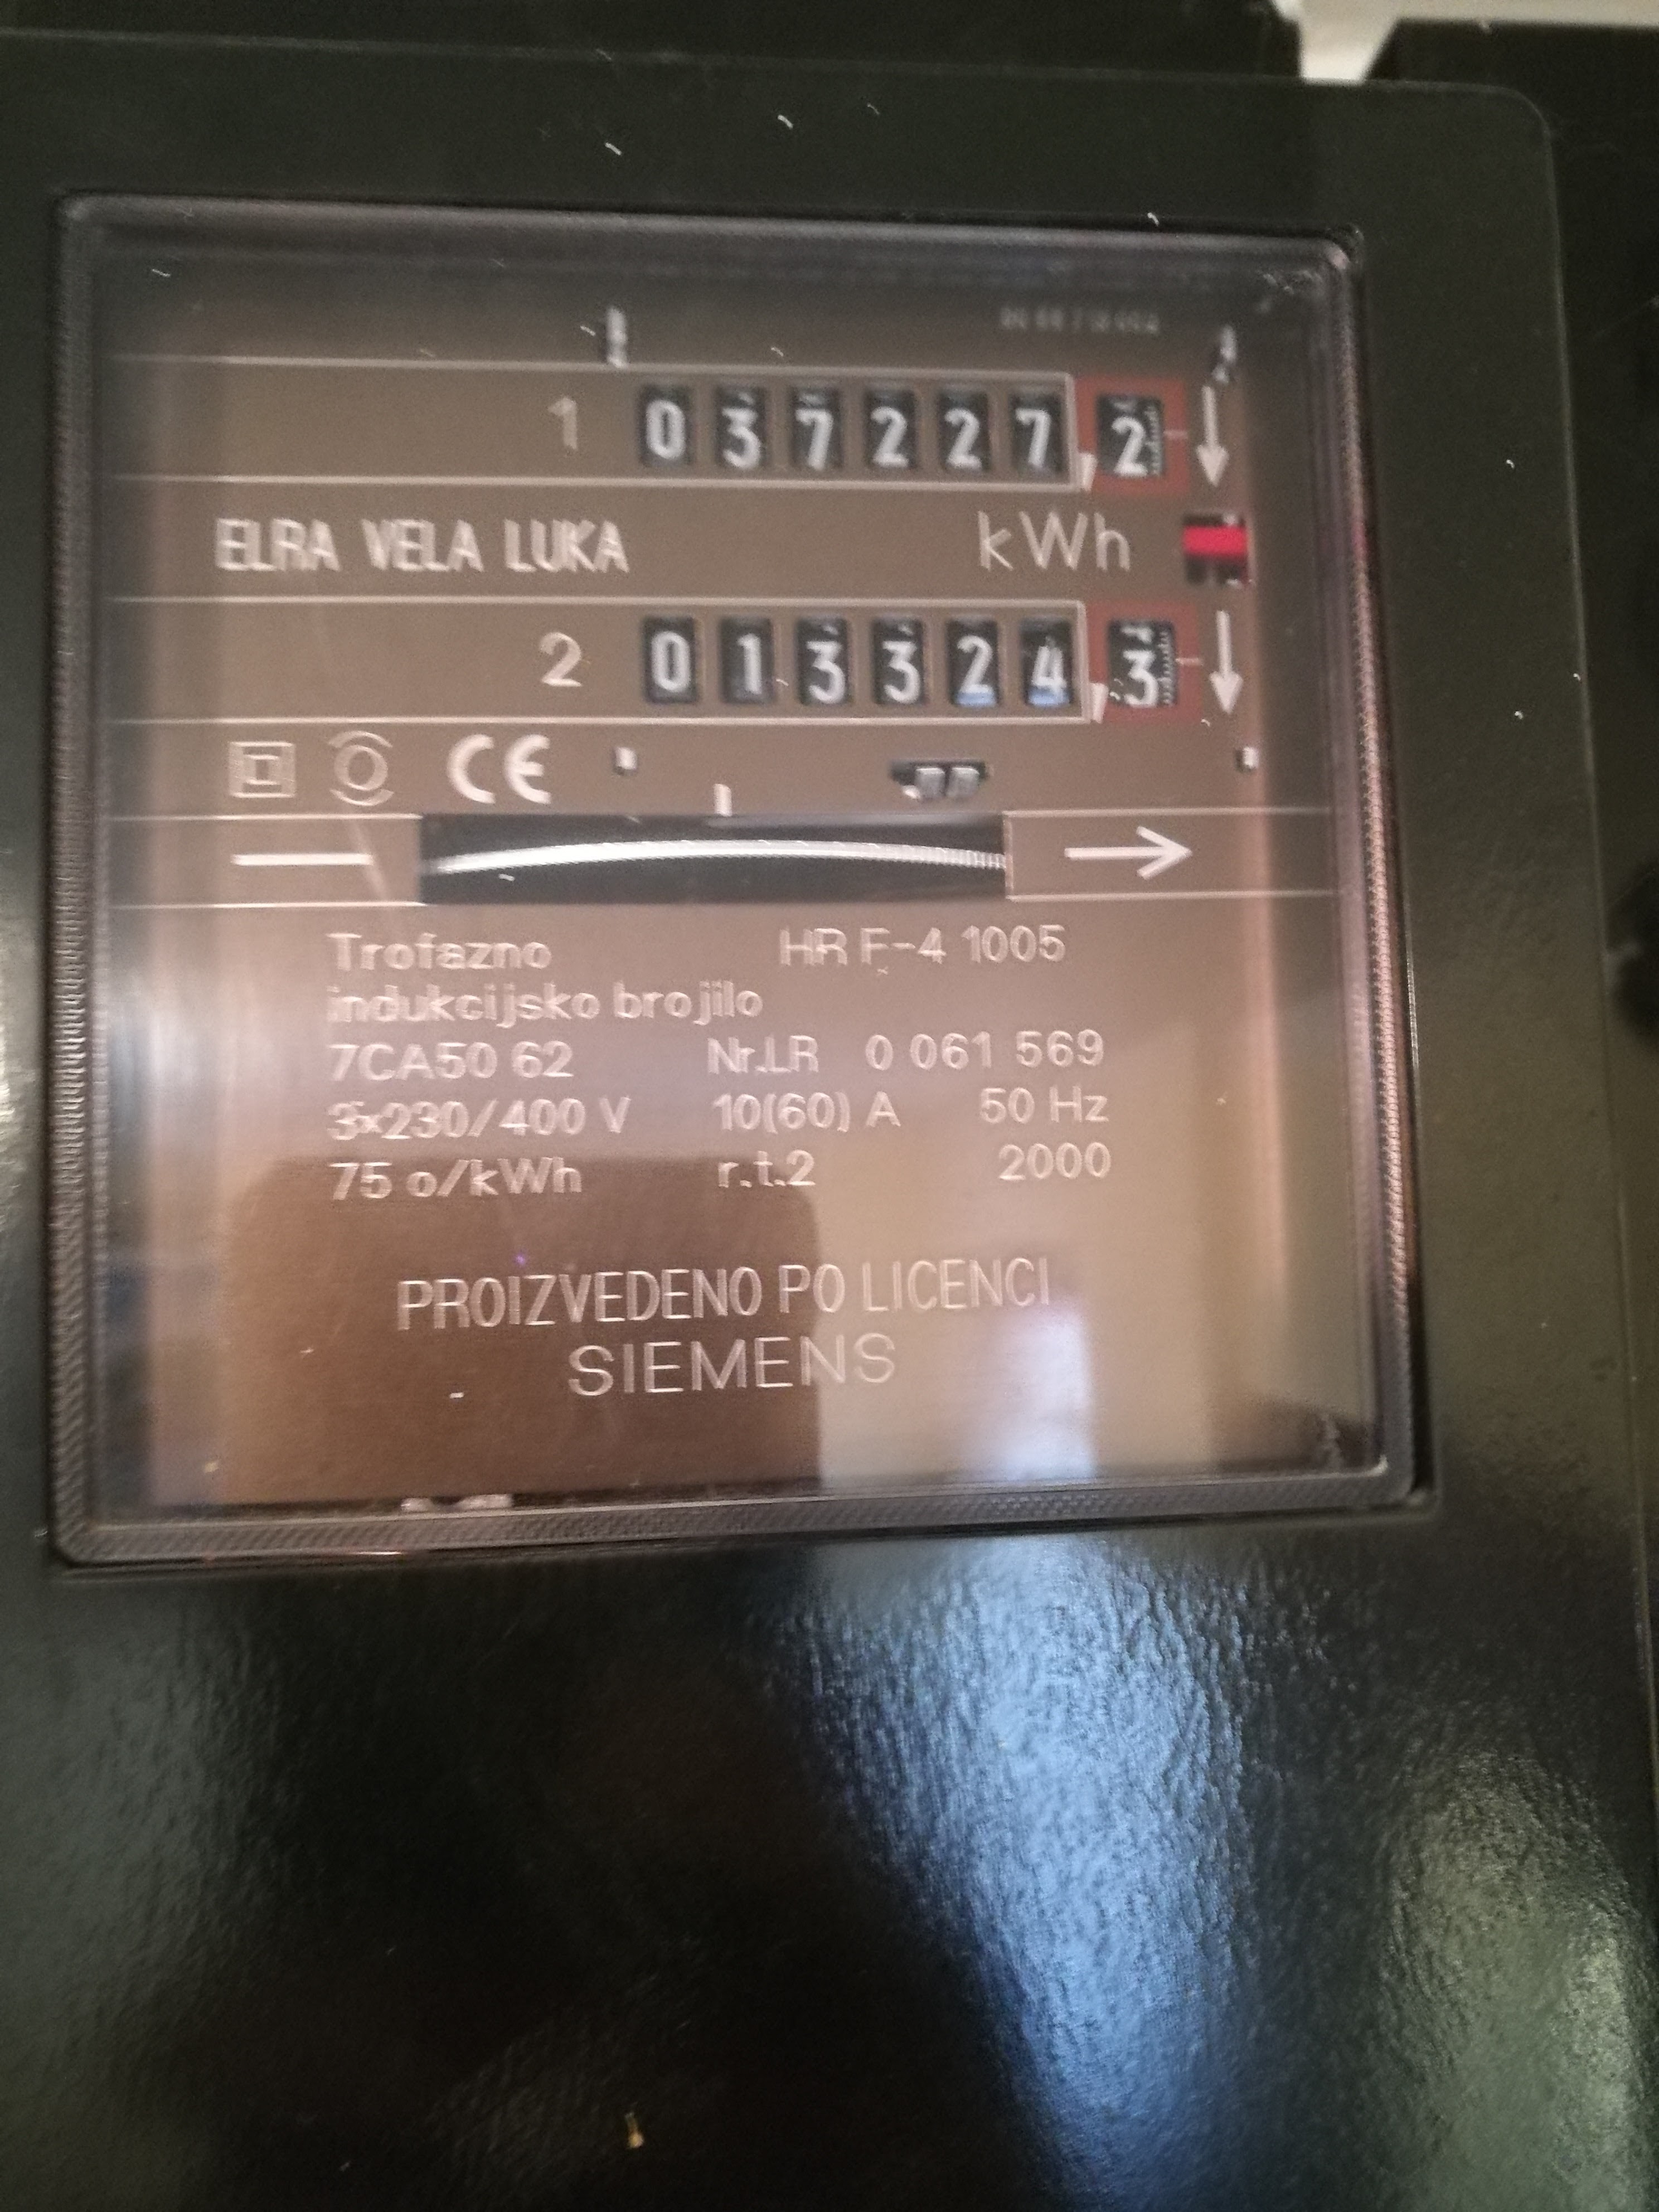 1 037227 2
ELRA VELA LUKA kWh
2 013324 3
CE
Trofazno HR F-4 1005
indukcijsko brojilo
7CA50 62 Nr.LR 0 061 569
3x230/400 V 10(60) A 50 Hz
75 o/kWh r.t.2 2000
PROIZVEDENO PO LICENCI
SIEMENS